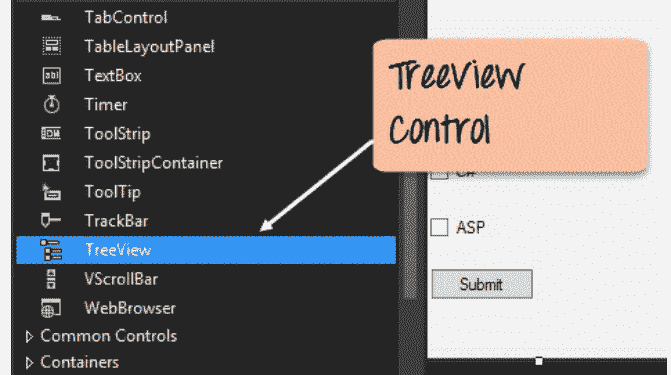 TabControl
TableLayoutPanel
TextBox
Timer
ToolStrip
ToolStripContainer
ToolTip
TrackBar
TreeView
VScrollBar
WebBrowser
Common Controls
Containers
TreeView
Control
C#
ASP
Submit